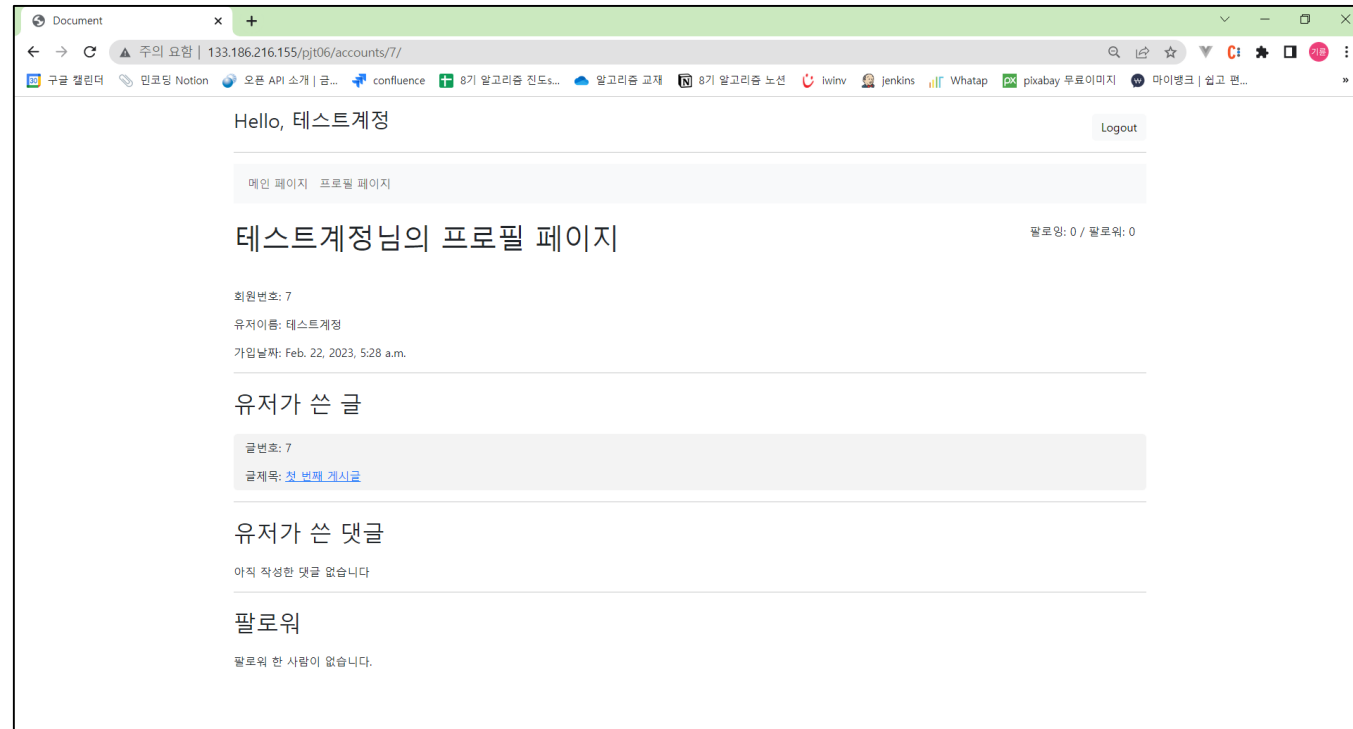 Document
주의 요함 | 133.186.216.155/pjt06/accounts/7/
기륜
30 구글 캘린더 민코딩 Notion 오픈 API 소개 | 금... confluence 8기 알고리즘 진도s... 알고리즘 교재 8기 알고리즘 노션 iwinv jenkins Whatap px pixabay 무료이미지 마이뱅크 | 쉽고 편... »
Hello, 테스트계정
Logout
메인 페이지 프로필 페이지
테스트계정님의 프로필 페이지
팔로잉: 0 / 팔로워: 0
회원번호: 7
유저이름: 테스트계정
가입날짜: Feb. 22, 2023, 5:28 a.m.
유저가 쓴 글
글번호: 7
글제목: 첫 번째 게시글
유저가 쓴 댓글
아직 작성한 댓글 없습니다
팔로워
팔로워 한 사람이 없습니다.